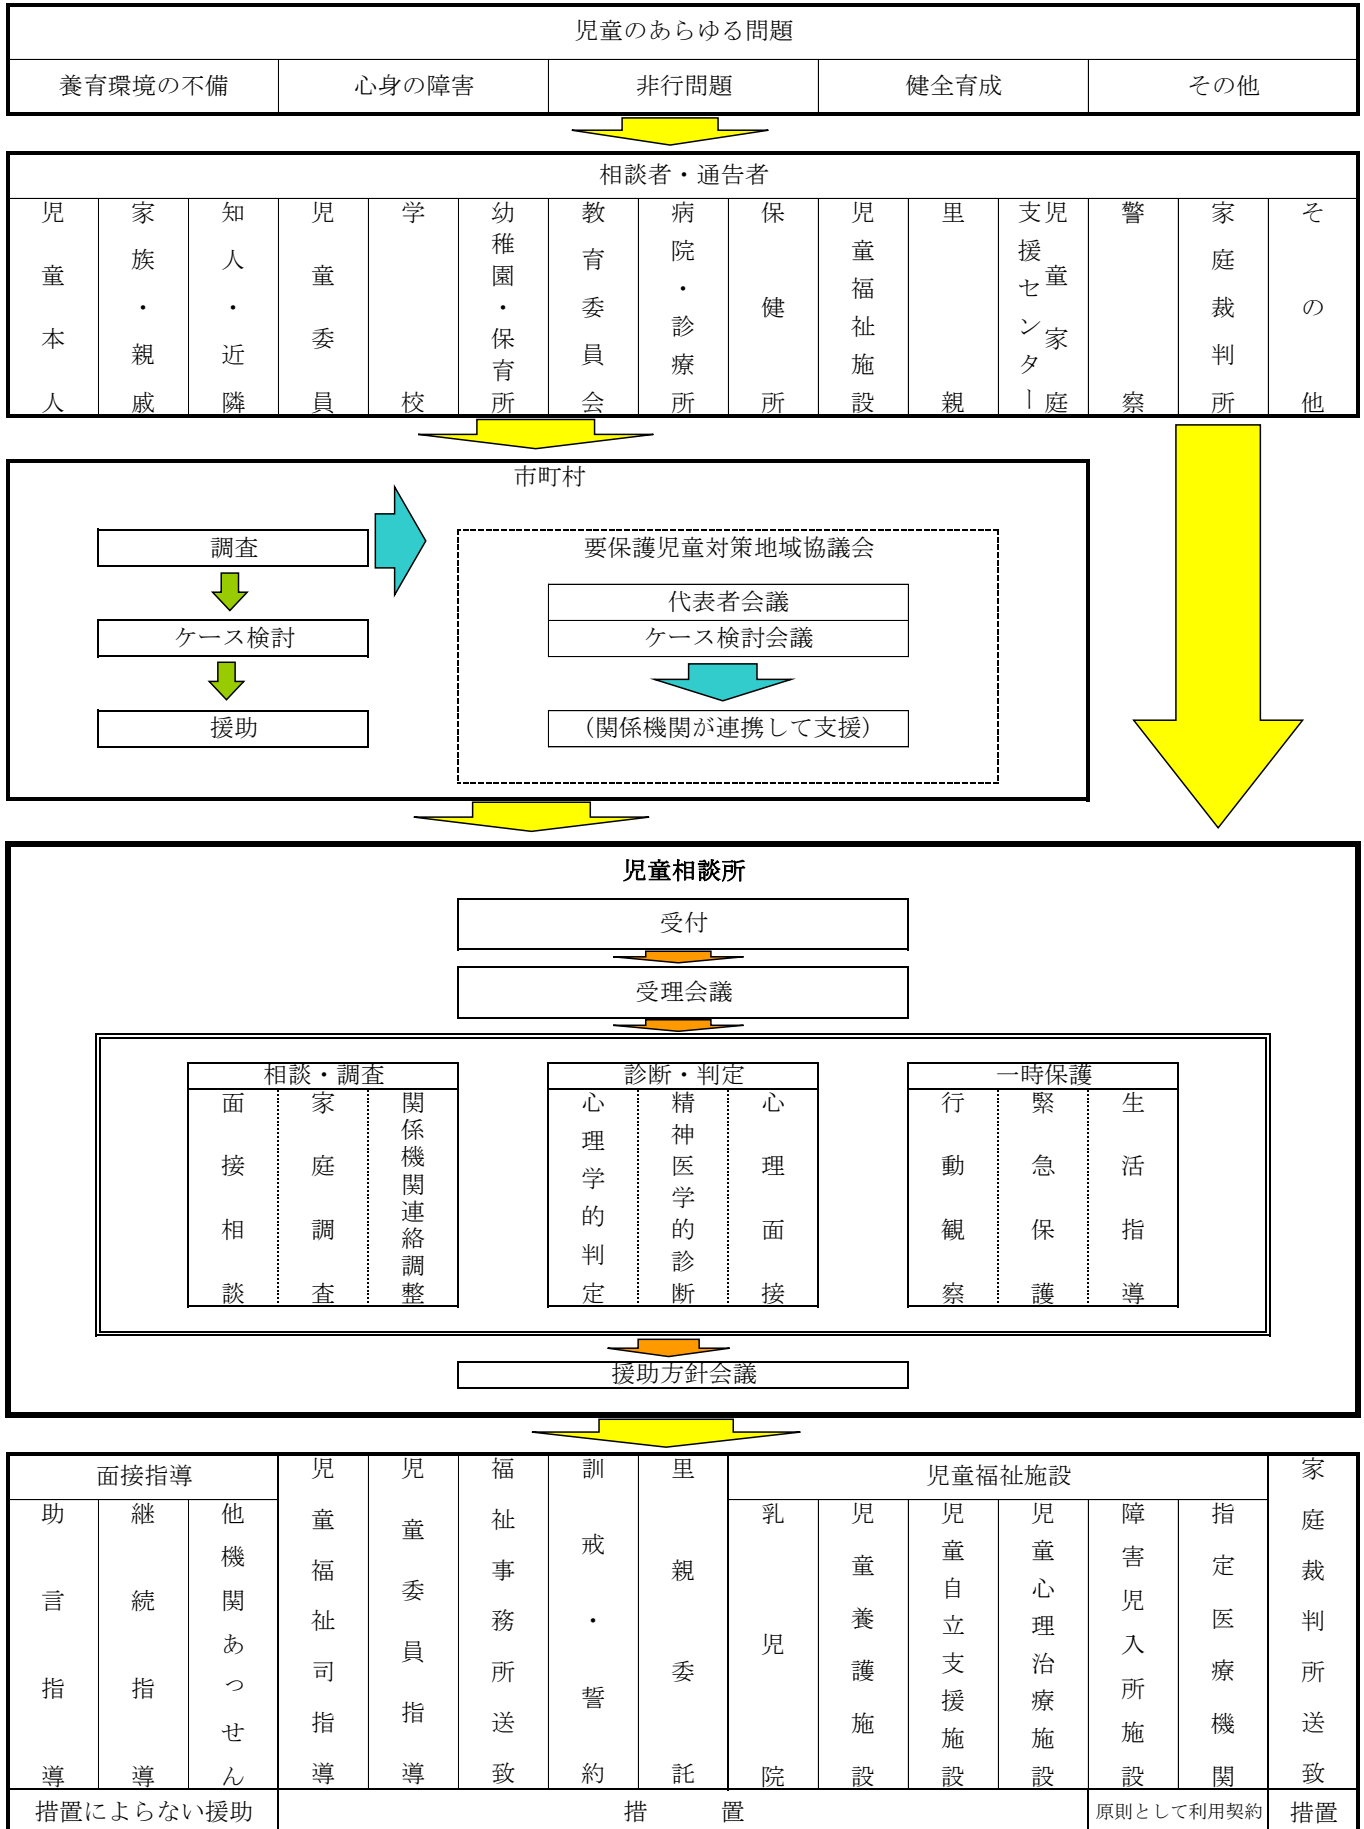 児童のあらゆる問題
養育環境の不備
心身の障害
非行問題
健全育成
その他
相談者・通告者
児童本人
家族・親戚
知人・近隣
児童委員
学校
幼稚園・保育所
教育委員会
病院・診療所
保健所
児童福祉施設
里親
児童家庭
支援センター
警察
家庭裁判所
その他
市町村
調査
ケース検討
援助
要保護児童対策地域協議会
代表者会議
ケース検討会議
（関係機関が連携して支援）
児童相談所
受付
受理会議
相談・調査
面接相談
家庭調査
関係機関連絡調整
診断・判定
心理学的判定
精神医学的診断
心理面接
一時保護
行動観察
緊急保護
生活指導
援助方針会議
面接指導
助言指導
継続指導
他機関あっせん
児童福祉司指導
児童委員指導
福祉事務所送致
訓戒・誓約
里親委託
児童福祉施設
乳児院
児童養護施設
児童自立支援施設
児童心理治療施設
障害児入所施設
指定医療機関
家庭裁判所送致
措置によらない援助
措　　　置
原則として利用契約
措置